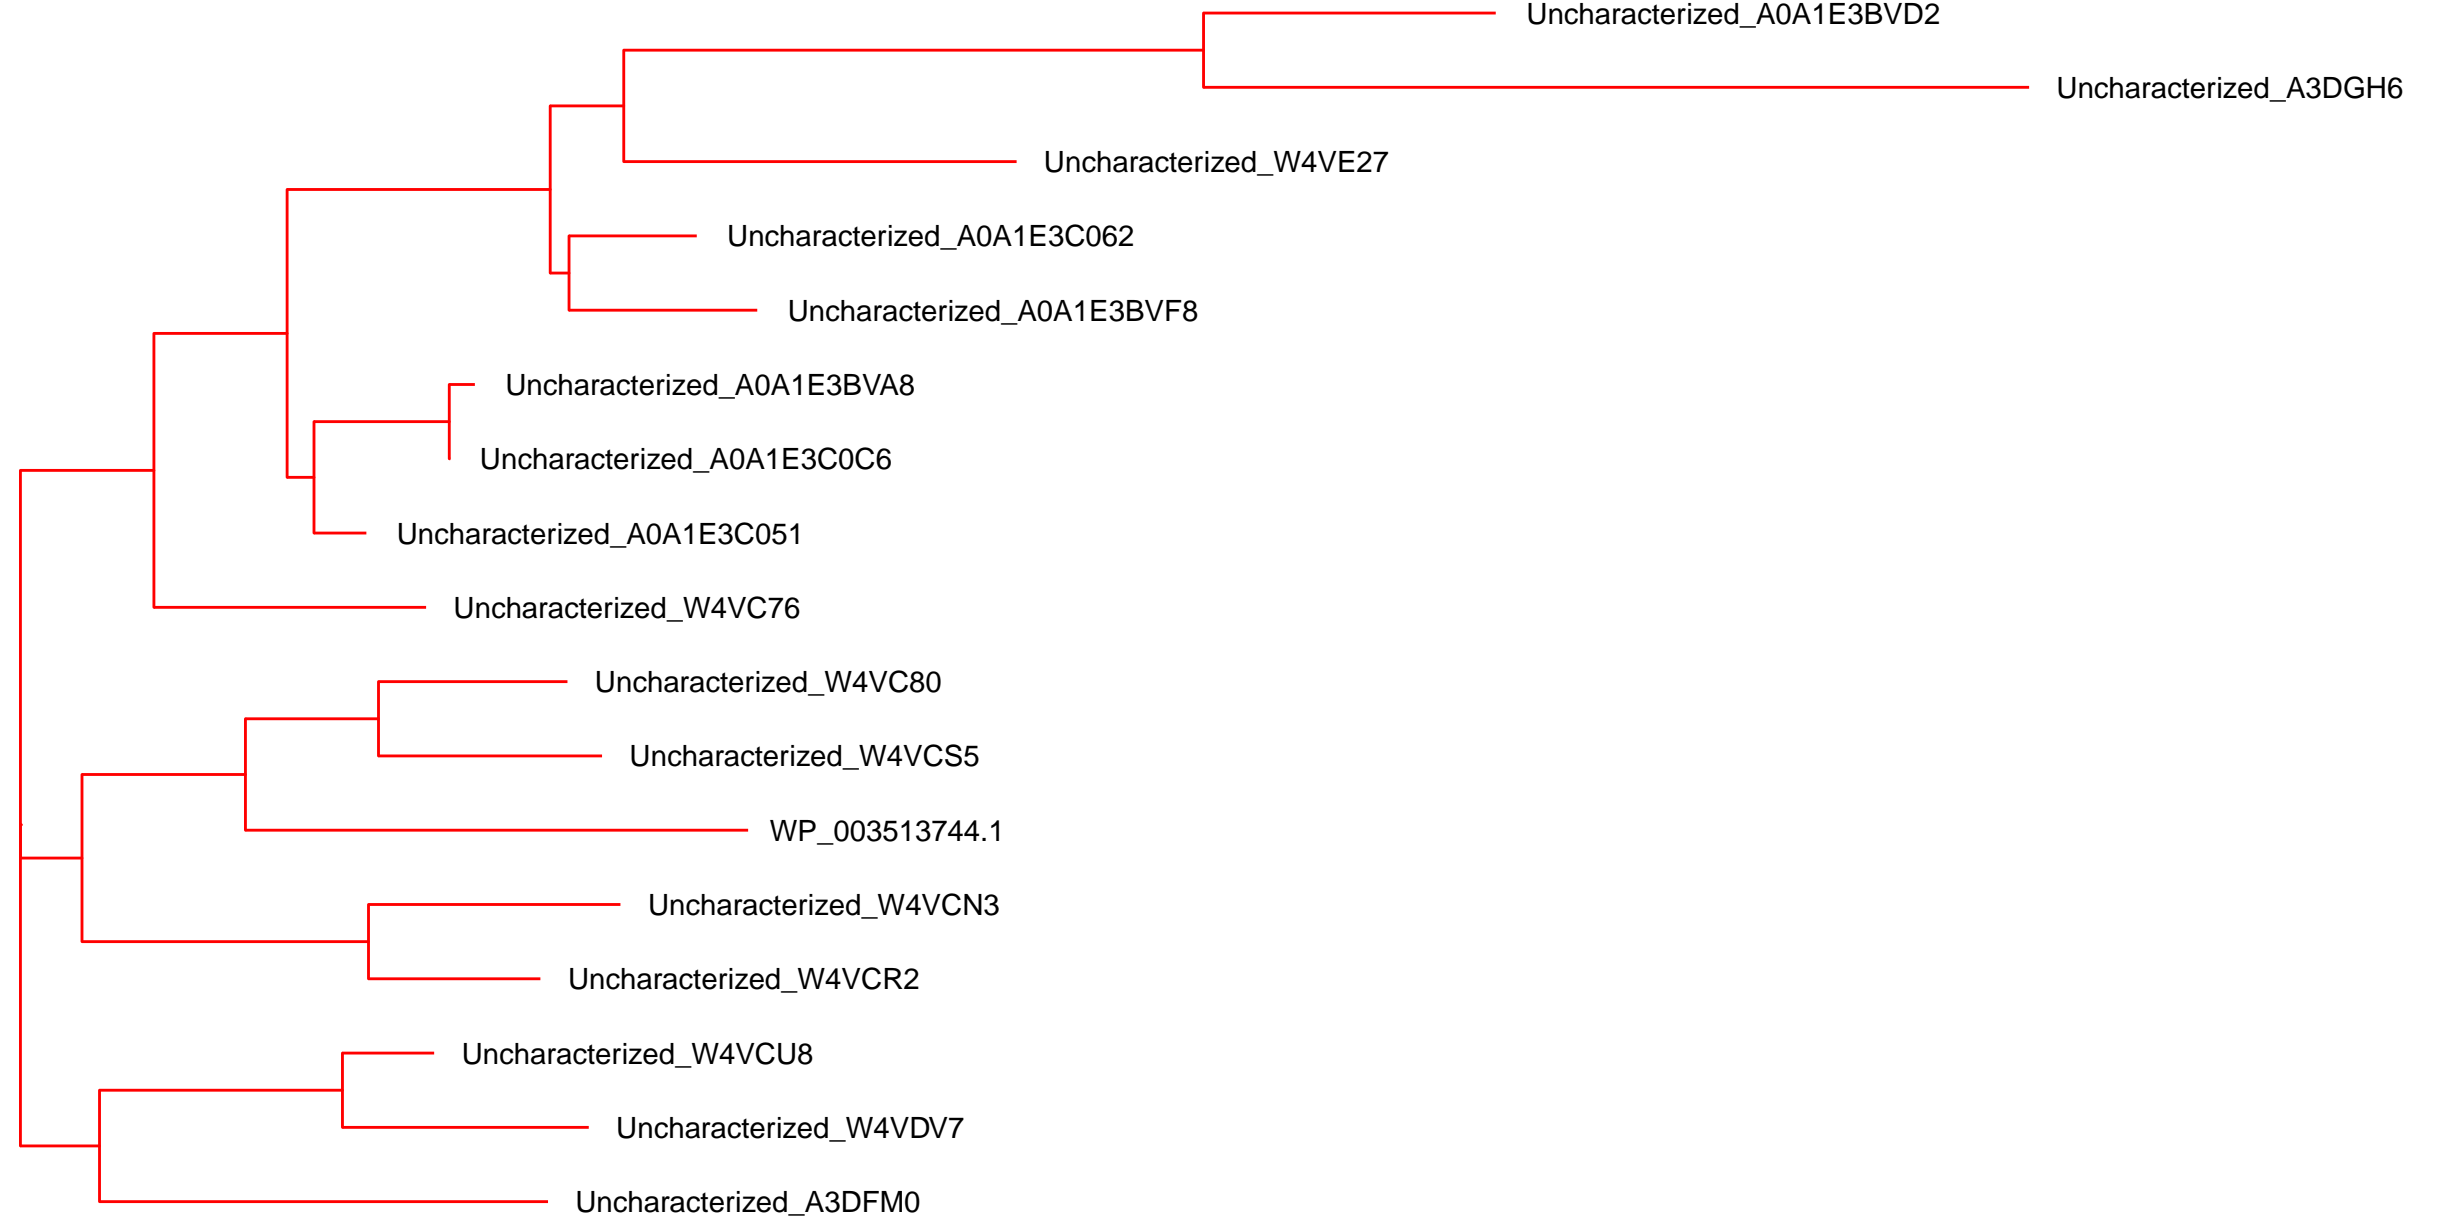 Uncharacterized_A0A1E3BVD2
Uncharacterized_A3DGH6
Uncharacterized_W4VE27
Uncharacterized_A0A1E3C062
Uncharacterized_A0A1E3BVF8
Uncharacterized_A0A1E3BVA8
Uncharacterized_A0A1E3C0C6
Uncharacterized_A0A1E3C051
Uncharacterized_W4VC76
Uncharacterized_W4VC80
Uncharacterized_W4VCS5
WP_003513744.1
Uncharacterized_W4VCN3
Uncharacterized_W4VCR2
Uncharacterized_W4VCU8
Uncharacterized_W4VDV7
Uncharacterized_A3DFM0